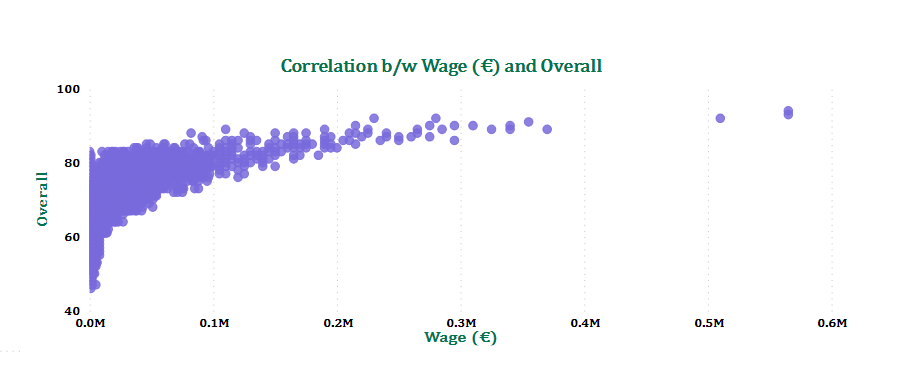 Correlation b/w Wage (€) and Overall
100
80
60
40
Overall
0.0M 0.1M 0.2M 0.3M 0.4M 0.5M 0.6M
Wage (€)